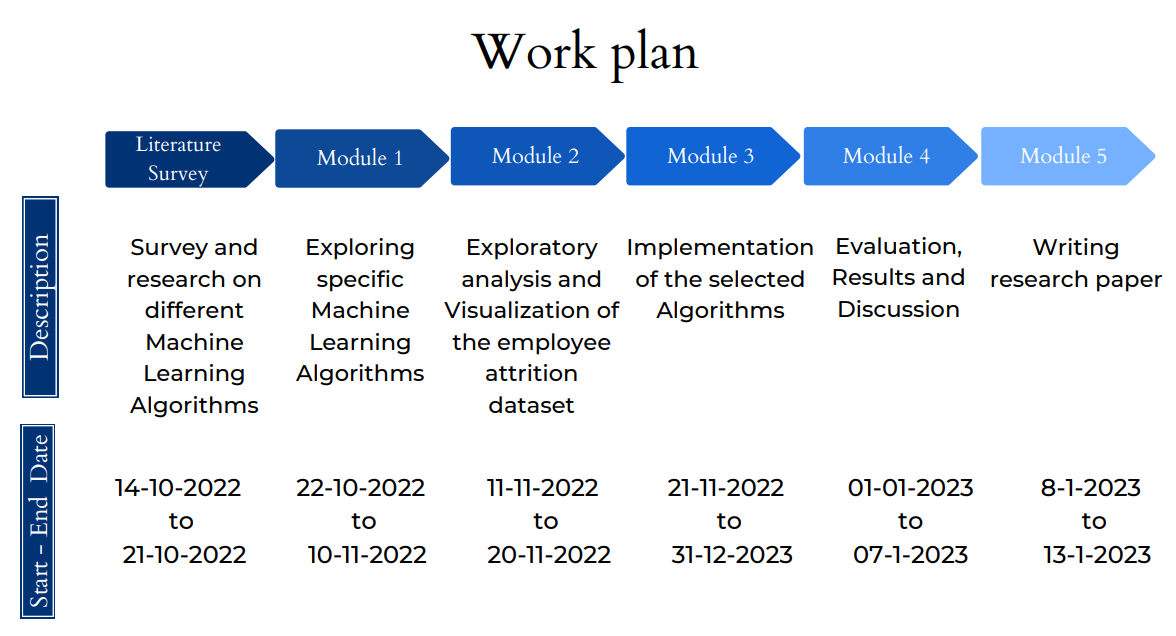 Work plan
Literature
Survey
Module 1
Module 2
Module 3
Module 4
Module 5
Description
Survey and
research on
different
Machine
Learning
Algorithms
Exploring
specific
Machine
Learning
Algorithms
Exploratory
analysis and
Visualization of
the employee
attrition
dataset
Implementation
of the selected
Algorithms
Evaluation,
Results and
Discussion
Writing
research paper
Start - End Date
14-10-2022
to
21-10-2022
22-10-2022
to
10-11-2022
11-11-2022
to
20-11-2022
21-11-2022
to
31-12-2023
01-01-2023
to
07-1-2023
8-1-2023
to
13-1-2023